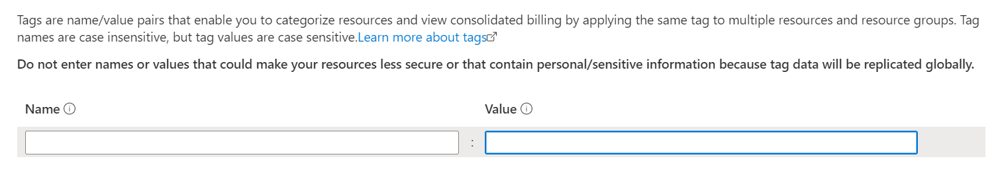 Tags are name/value pairs that enable you to categorize resources and view consolidated billing by applying the same tag to multiple resources and resource groups. Tag
names are case insensitive, but tag values are case sensitive.Learn more about tags
Do not enter names or values that could make your resources less secure or that contain personal/sensitive information because tag data will be replicated globally.
Name Value
: